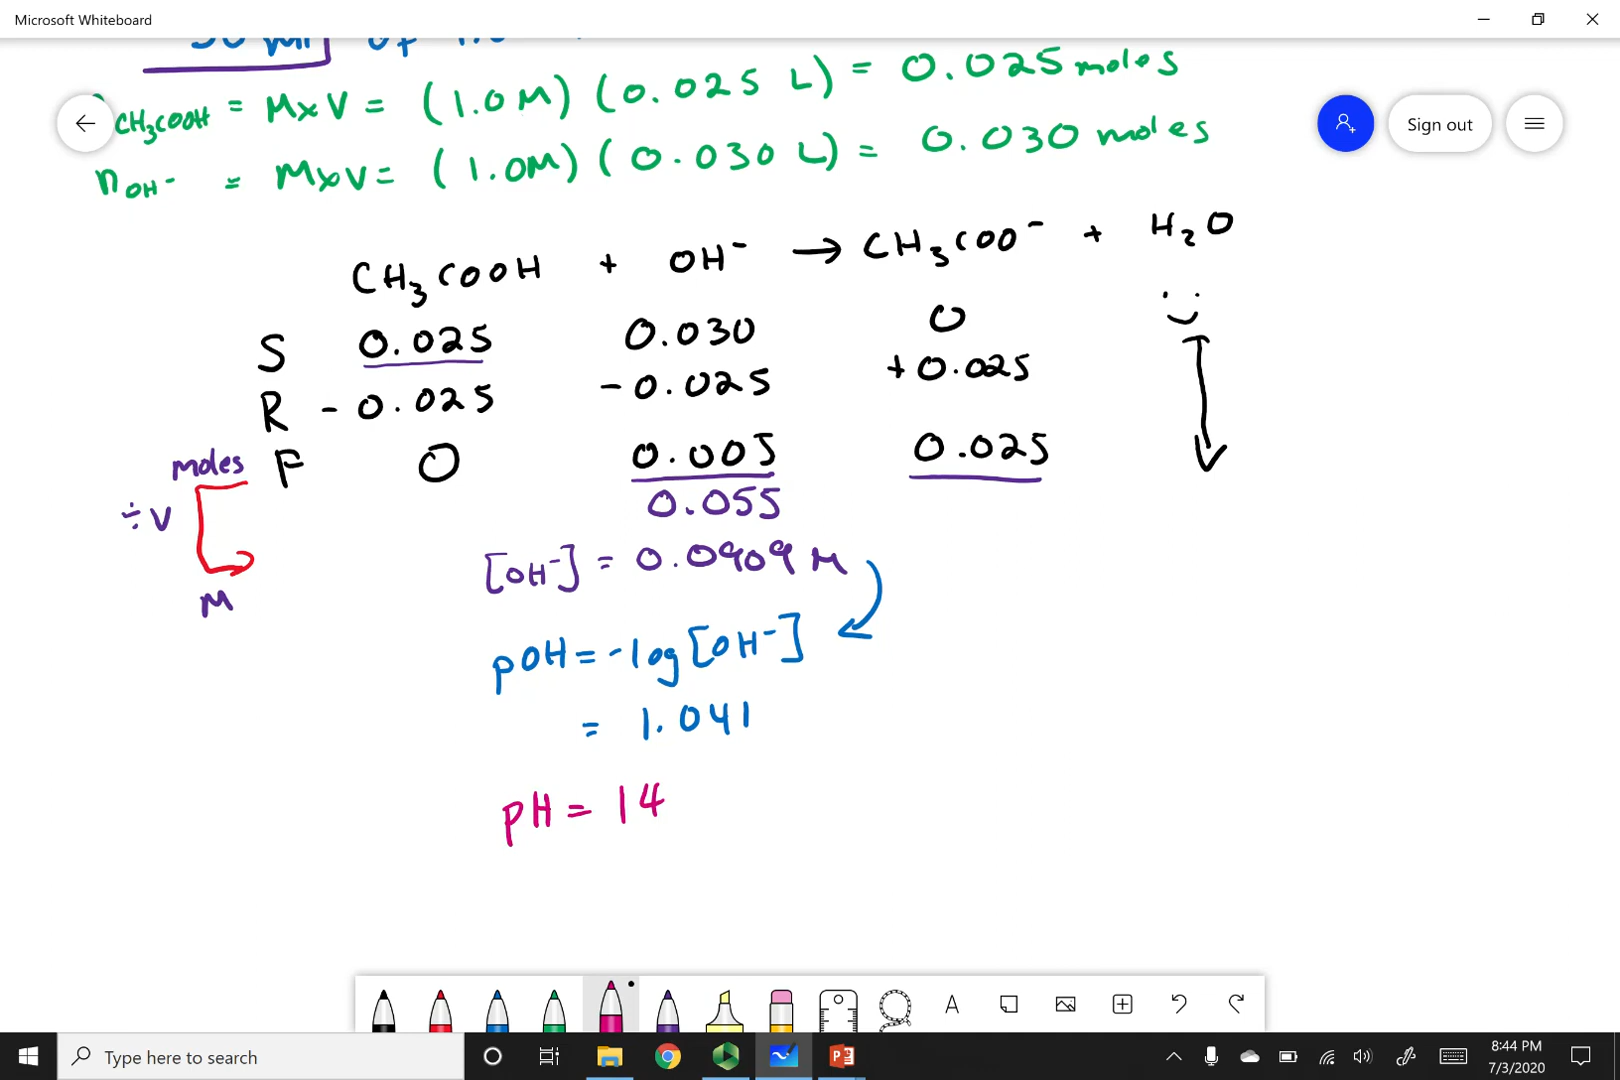 Microsoft Whiteboard
CH₃COOH = M×V = (1.0M) (0.025 L) = 0.025 moles
nOH⁻ = M×V = (1.0M) (0.030 L) = 0.030 moles
Sign out
CH₃COOH + OH⁻ → CH₃COO⁻ + H₂O
S 0.025 0.030 0
R -0.025 -0.025 +0.025
moles F 0 0.005 0.025
÷V 0.055
[OH⁻] = 0.0909 M
M
pOH = -log[OH⁻]
= 1.041
pH = 14
A
Type here to search
8:44 PM
7/3/2020